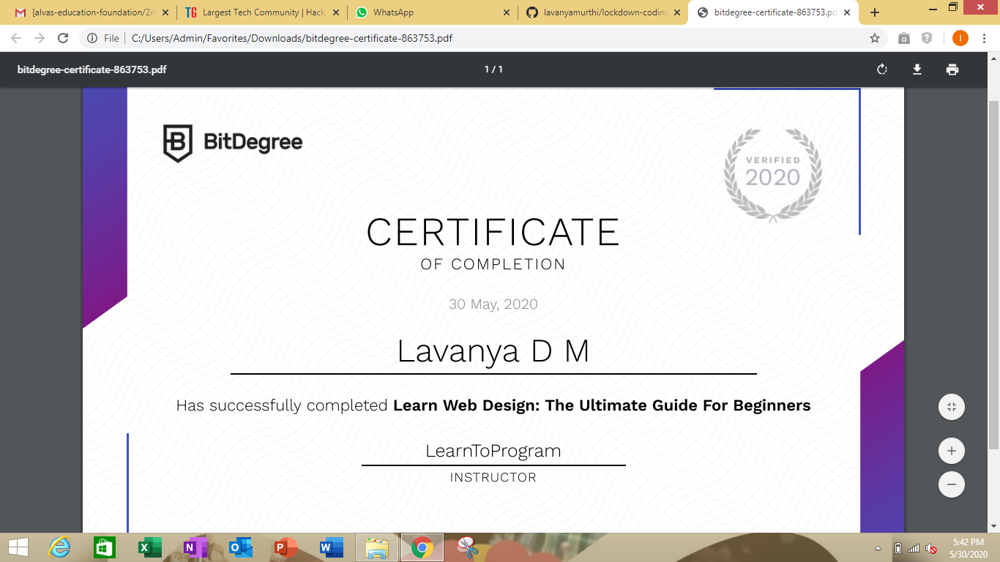 [alvas-education-foundation/2n
Largest Tech Community | Hack
WhatsApp
lavanyamurthi/lockdown-coding
bitdegree-certificate-863753.pd
File
C:/Users/Admin/Favorites/Downloads/bitdegree-certificate-863753.pdf
I
bitdegree-certificate-863753.pdf
1 / 1
BitDegree
VERIFIED
2020
CERTIFICATE
OF COMPLETION
30 May, 2020
Lavanya D M
Has successfully completed Learn Web Design: The Ultimate Guide For Beginners
LearnToProgram
INSTRUCTOR
5:42 PM
5/30/2020